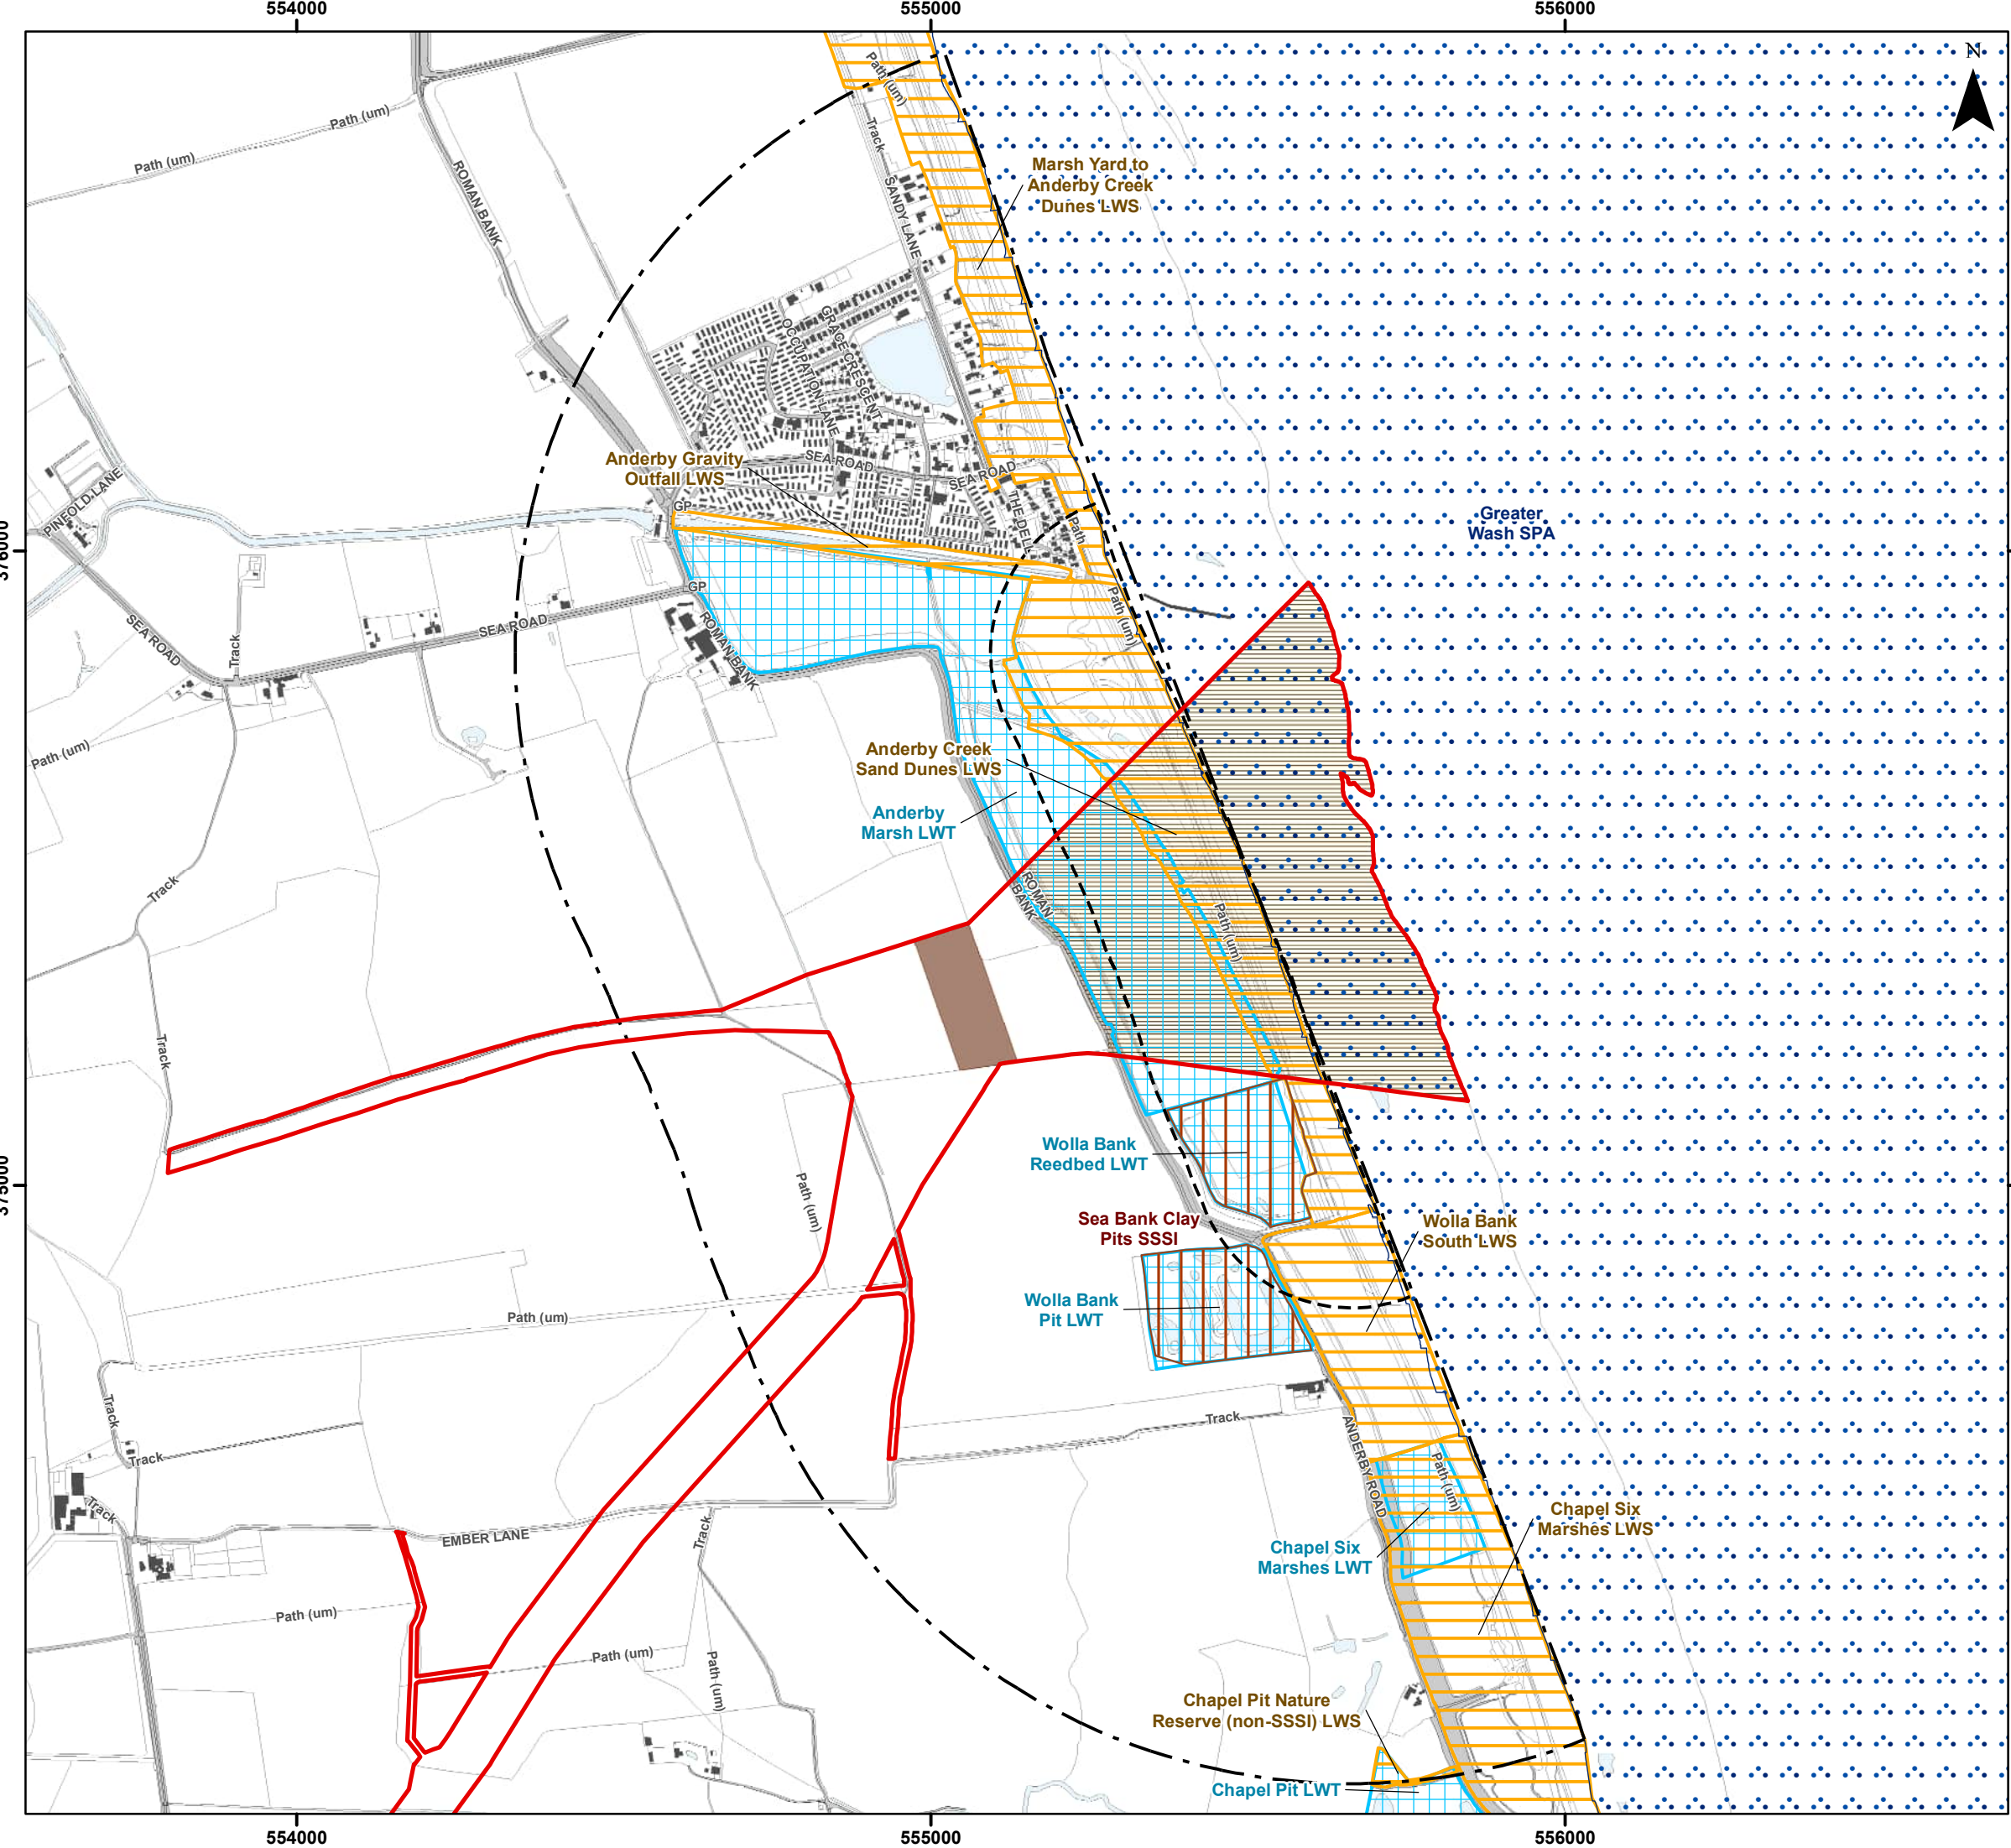 554000
555000
556000
N
Path (um)
Path (um)
Path (um)
Track
ROMAN BANK
SANDY LANE
Marsh Yard to
Anderby Creek
Dunes LWS
GRACE CRESCENT
OCCUPATION LANE
SEA ROAD
SEA ROAD
Anderby Gravity
Outfall LWS
PINFOLD LANE
GP
THE DELL
Path
Greater
Wash SPA
376000
GP
SEA ROAD
SEA ROAD
Track
ROMAN BANK
Path (um)
Path (um)
Anderby Creek
Sand Dunes LWS
Anderby
Marsh LWT
Track
ROMAN
BANK
Path (um)
Track
Wolla Bank
Reedbed LWT
375000
Path (um)
Sea Bank Clay
Pits SSSI
Wolla Bank
South LWS
Wolla Bank
Pit LWT
Path (um)
Track
Track
Track
ANDERBY ROAD
Path (um)
Track
EMBER LANE
Track
Chapel Six
Marshes LWS
Chapel Six
Marshes LWT
Path (um)
Path (um)
Path (um)
Chapel Pit Nature
Reserve (non-SSSI) LWS
Chapel Pit LWT
554000
555000
556000